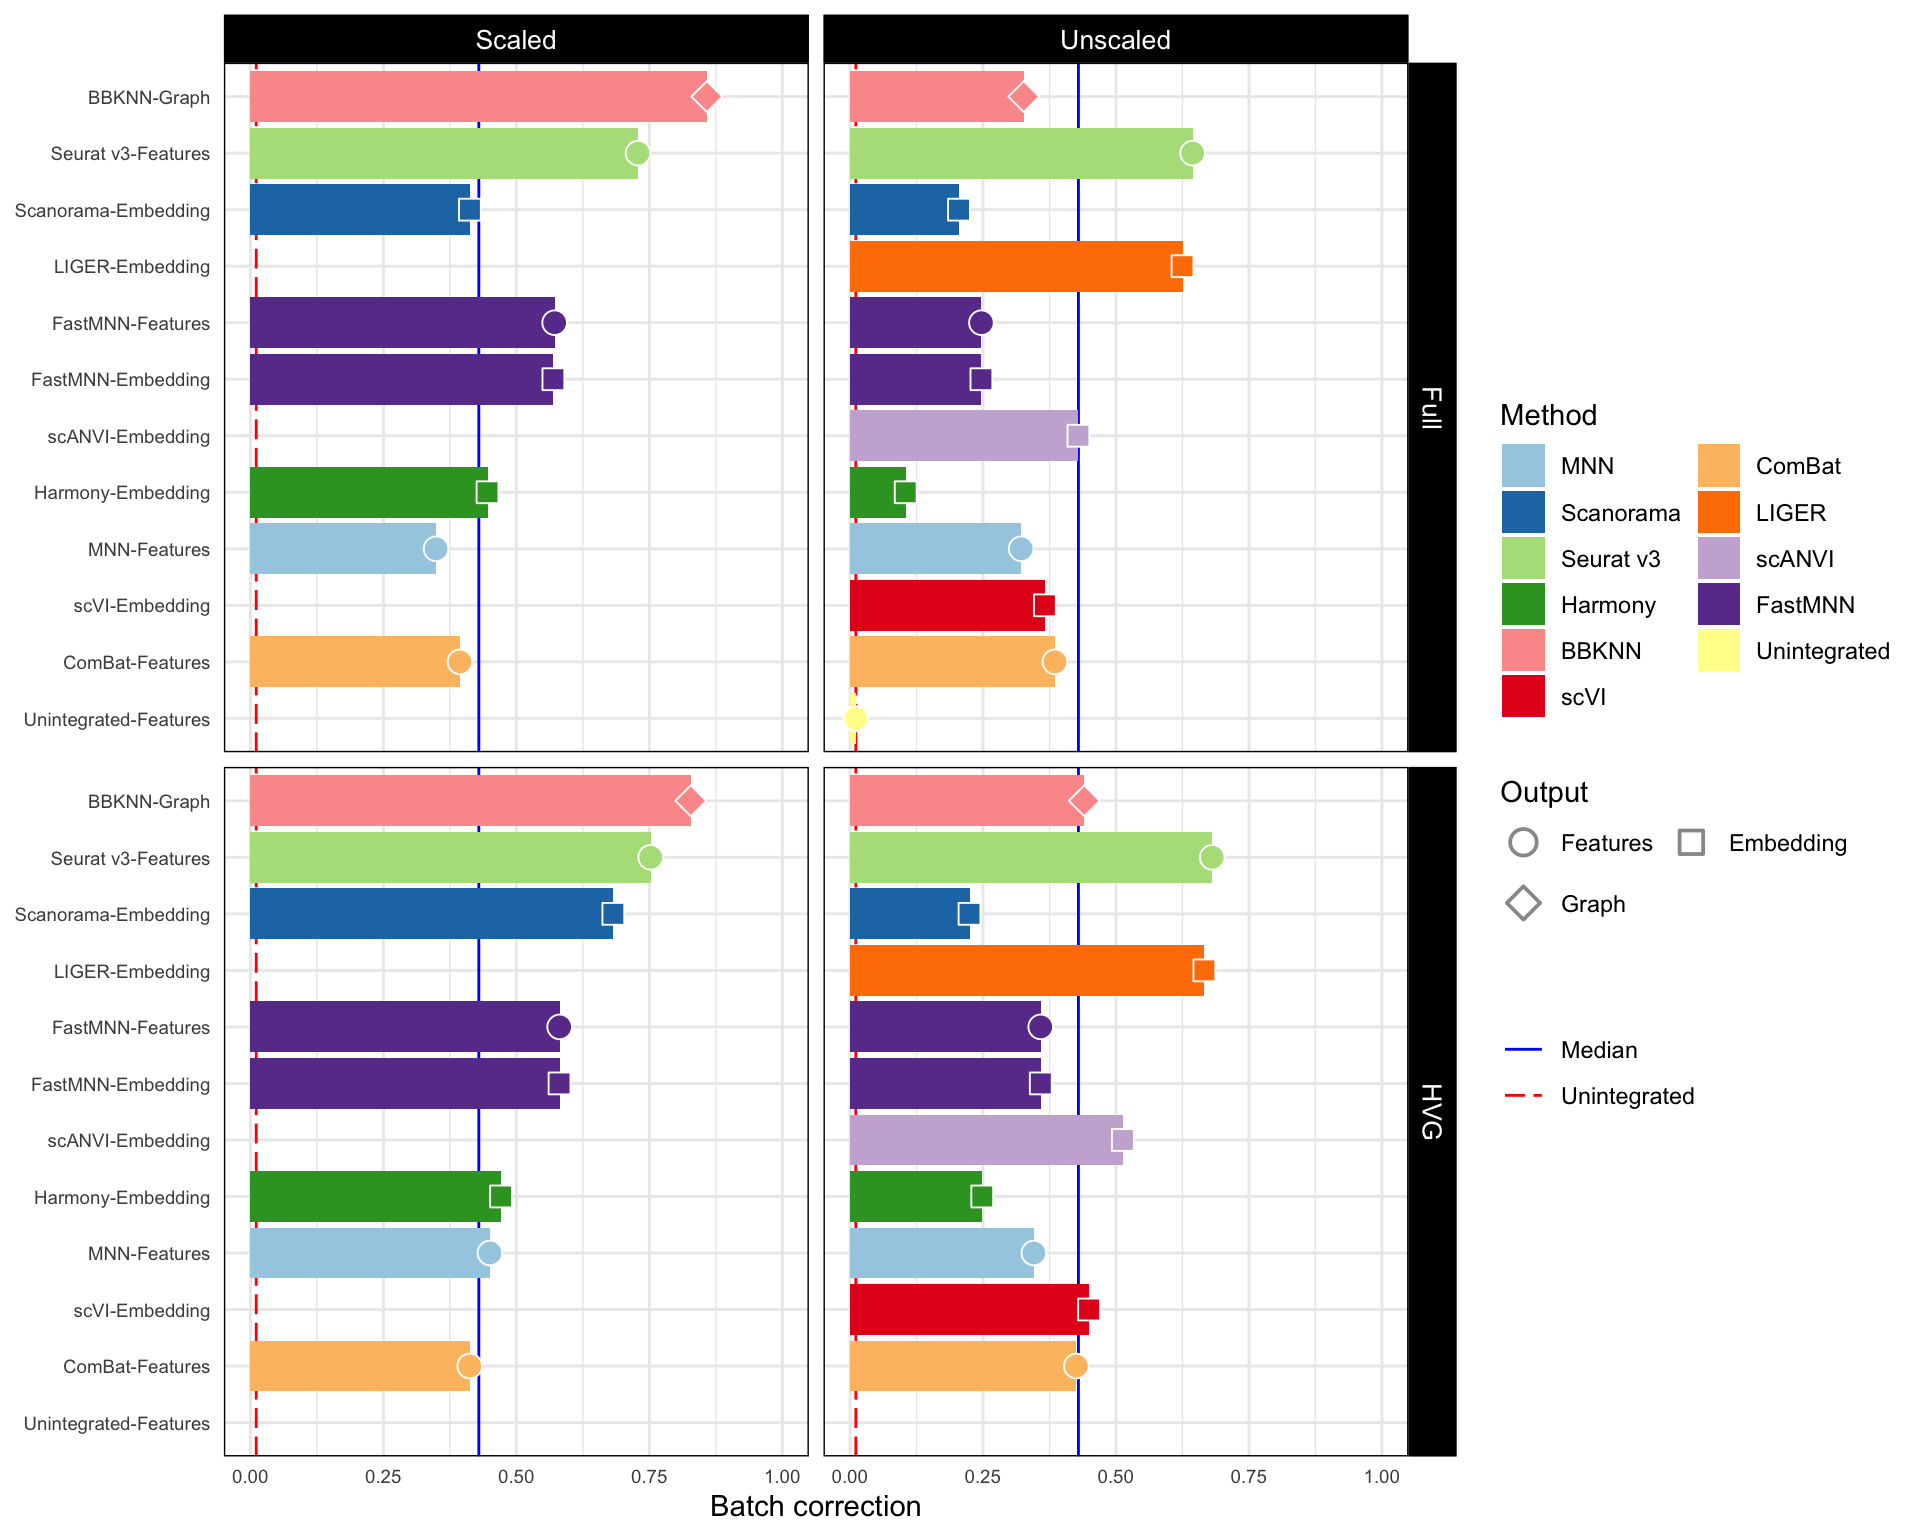 Scaled
Unscaled
BBKNN-Graph
Seurat v3-Features
Scanorama-Embedding
LIGER-Embedding
FastMNN-Features
FastMNN-Embedding
scANVI-Embedding
Harmony-Embedding
MNN-Features
scVI-Embedding
ComBat-Features
Unintegrated-Features
Full
BBKNN-Graph
Seurat v3-Features
Scanorama-Embedding
LIGER-Embedding
FastMNN-Features
FastMNN-Embedding
scANVI-Embedding
Harmony-Embedding
MNN-Features
scVI-Embedding
ComBat-Features
Unintegrated-Features
HVG
0.00 0.25 0.50 0.75 1.00
0.00 0.25 0.50 0.75 1.00
Batch correction
Method
MNN
Scanorama
Seurat v3
Harmony
BBKNN
scVI
ComBat
LIGER
scANVI
FastMNN
Unintegrated
Output
Features
Embedding
Graph
Median
Unintegrated